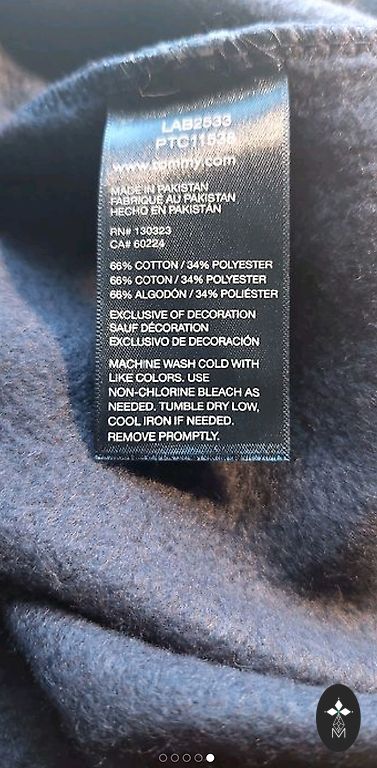 LAB2533
PTC11538
www.tommy.com
MADE IN PAKISTAN
FABRIQUÉ AU PAKISTAN
HECHO EN PAKISTÁN
RN# 130323
CA# 60224
66% COTTON / 34% POLYESTER
66% COTON / 34% POLYESTER
66% ALGODÓN / 34% POLIÉSTER
EXCLUSIVE OF DECORATION
SAUF DÉCORATION
EXCLUSIVO DE DECORACIÓN
MACHINE WASH COLD WITH
LIKE COLORS. USE
NON-CHLORINE BLEACH AS
NEEDED. TUMBLE DRY LOW,
COOL IRON IF NEEDED.
REMOVE PROMPTLY.
M